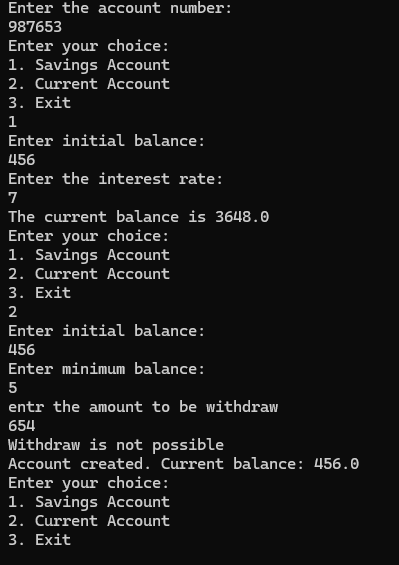 Enter the account number:
987653
Enter your choice:
1. Savings Account
2. Current Account
3. Exit
1
Enter initial balance:
456
Enter the interest rate:
7
The current balance is 3648.0
Enter your choice:
1. Savings Account
2. Current Account
3. Exit
2
Enter initial balance:
456
Enter minimum balance:
5
entr the amount to be withdraw
654
Withdraw is not possible
Account created. Current balance: 456.0
Enter your choice:
1. Savings Account
2. Current Account
3. Exit